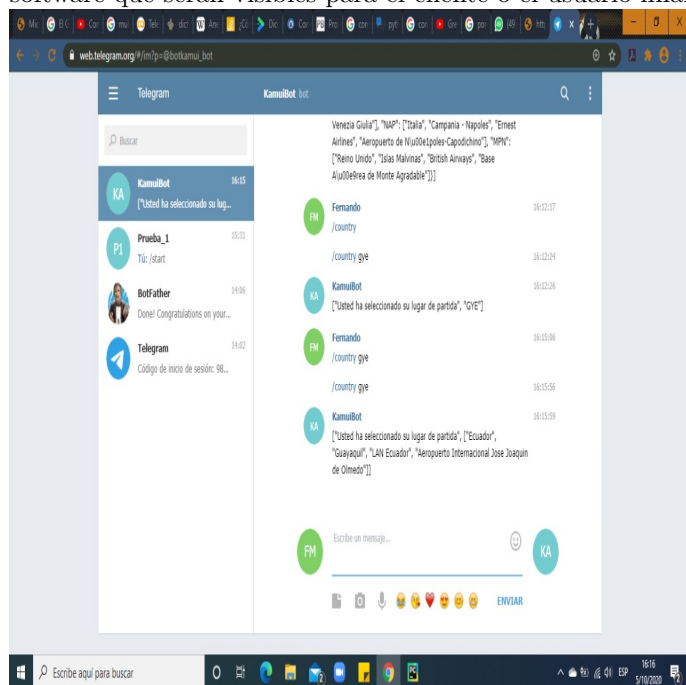 software que serán visibles para el cliente o el usuario final
web.telegram.org/#/im?p=@botkamui_bot
Telegram
KamuiBot bot
Buscar
KA
KamuiBot 16:15
["Usted ha seleccionado su lug...
P1
Prueba_1 15:31
Tú: /start
BotFather 14:06
Done! Congratulations on your...
Telegram 14:02
Código de inicio de sesión: 98...
Venezia Giulia"], "NAP": ["Italia", "Campania - Napoles", "Ernest
Airlines", "Aeropuerto de N\u00e1poles-Capodichino"], "MPN":
["Reino Unido", "Islas Malvinas", "British Airways", "Base
A\u00e9rea de Monte Agradable"]}]
FM
Fernando 16:12:17
/country
/country gye 16:12:24
KA
KamuiBot 16:12:26
["Usted ha seleccionado su lugar de partida", "GYE"]
FM
Fernando 16:15:06
/country gye
/country gye 16:15:56
KA
KamuiBot 16:15:59
["Usted ha seleccionado su lugar de partida", ["Ecuador",
"Guayaquil", "LAN Ecuador", "Aeropuerto Internacional Jose Joaquin
de Olmedo"]]
FM
Escribe un mensaje...
KA
ENVIAR
Escribe aquí para buscar
ESP
16:16
5/10/2020